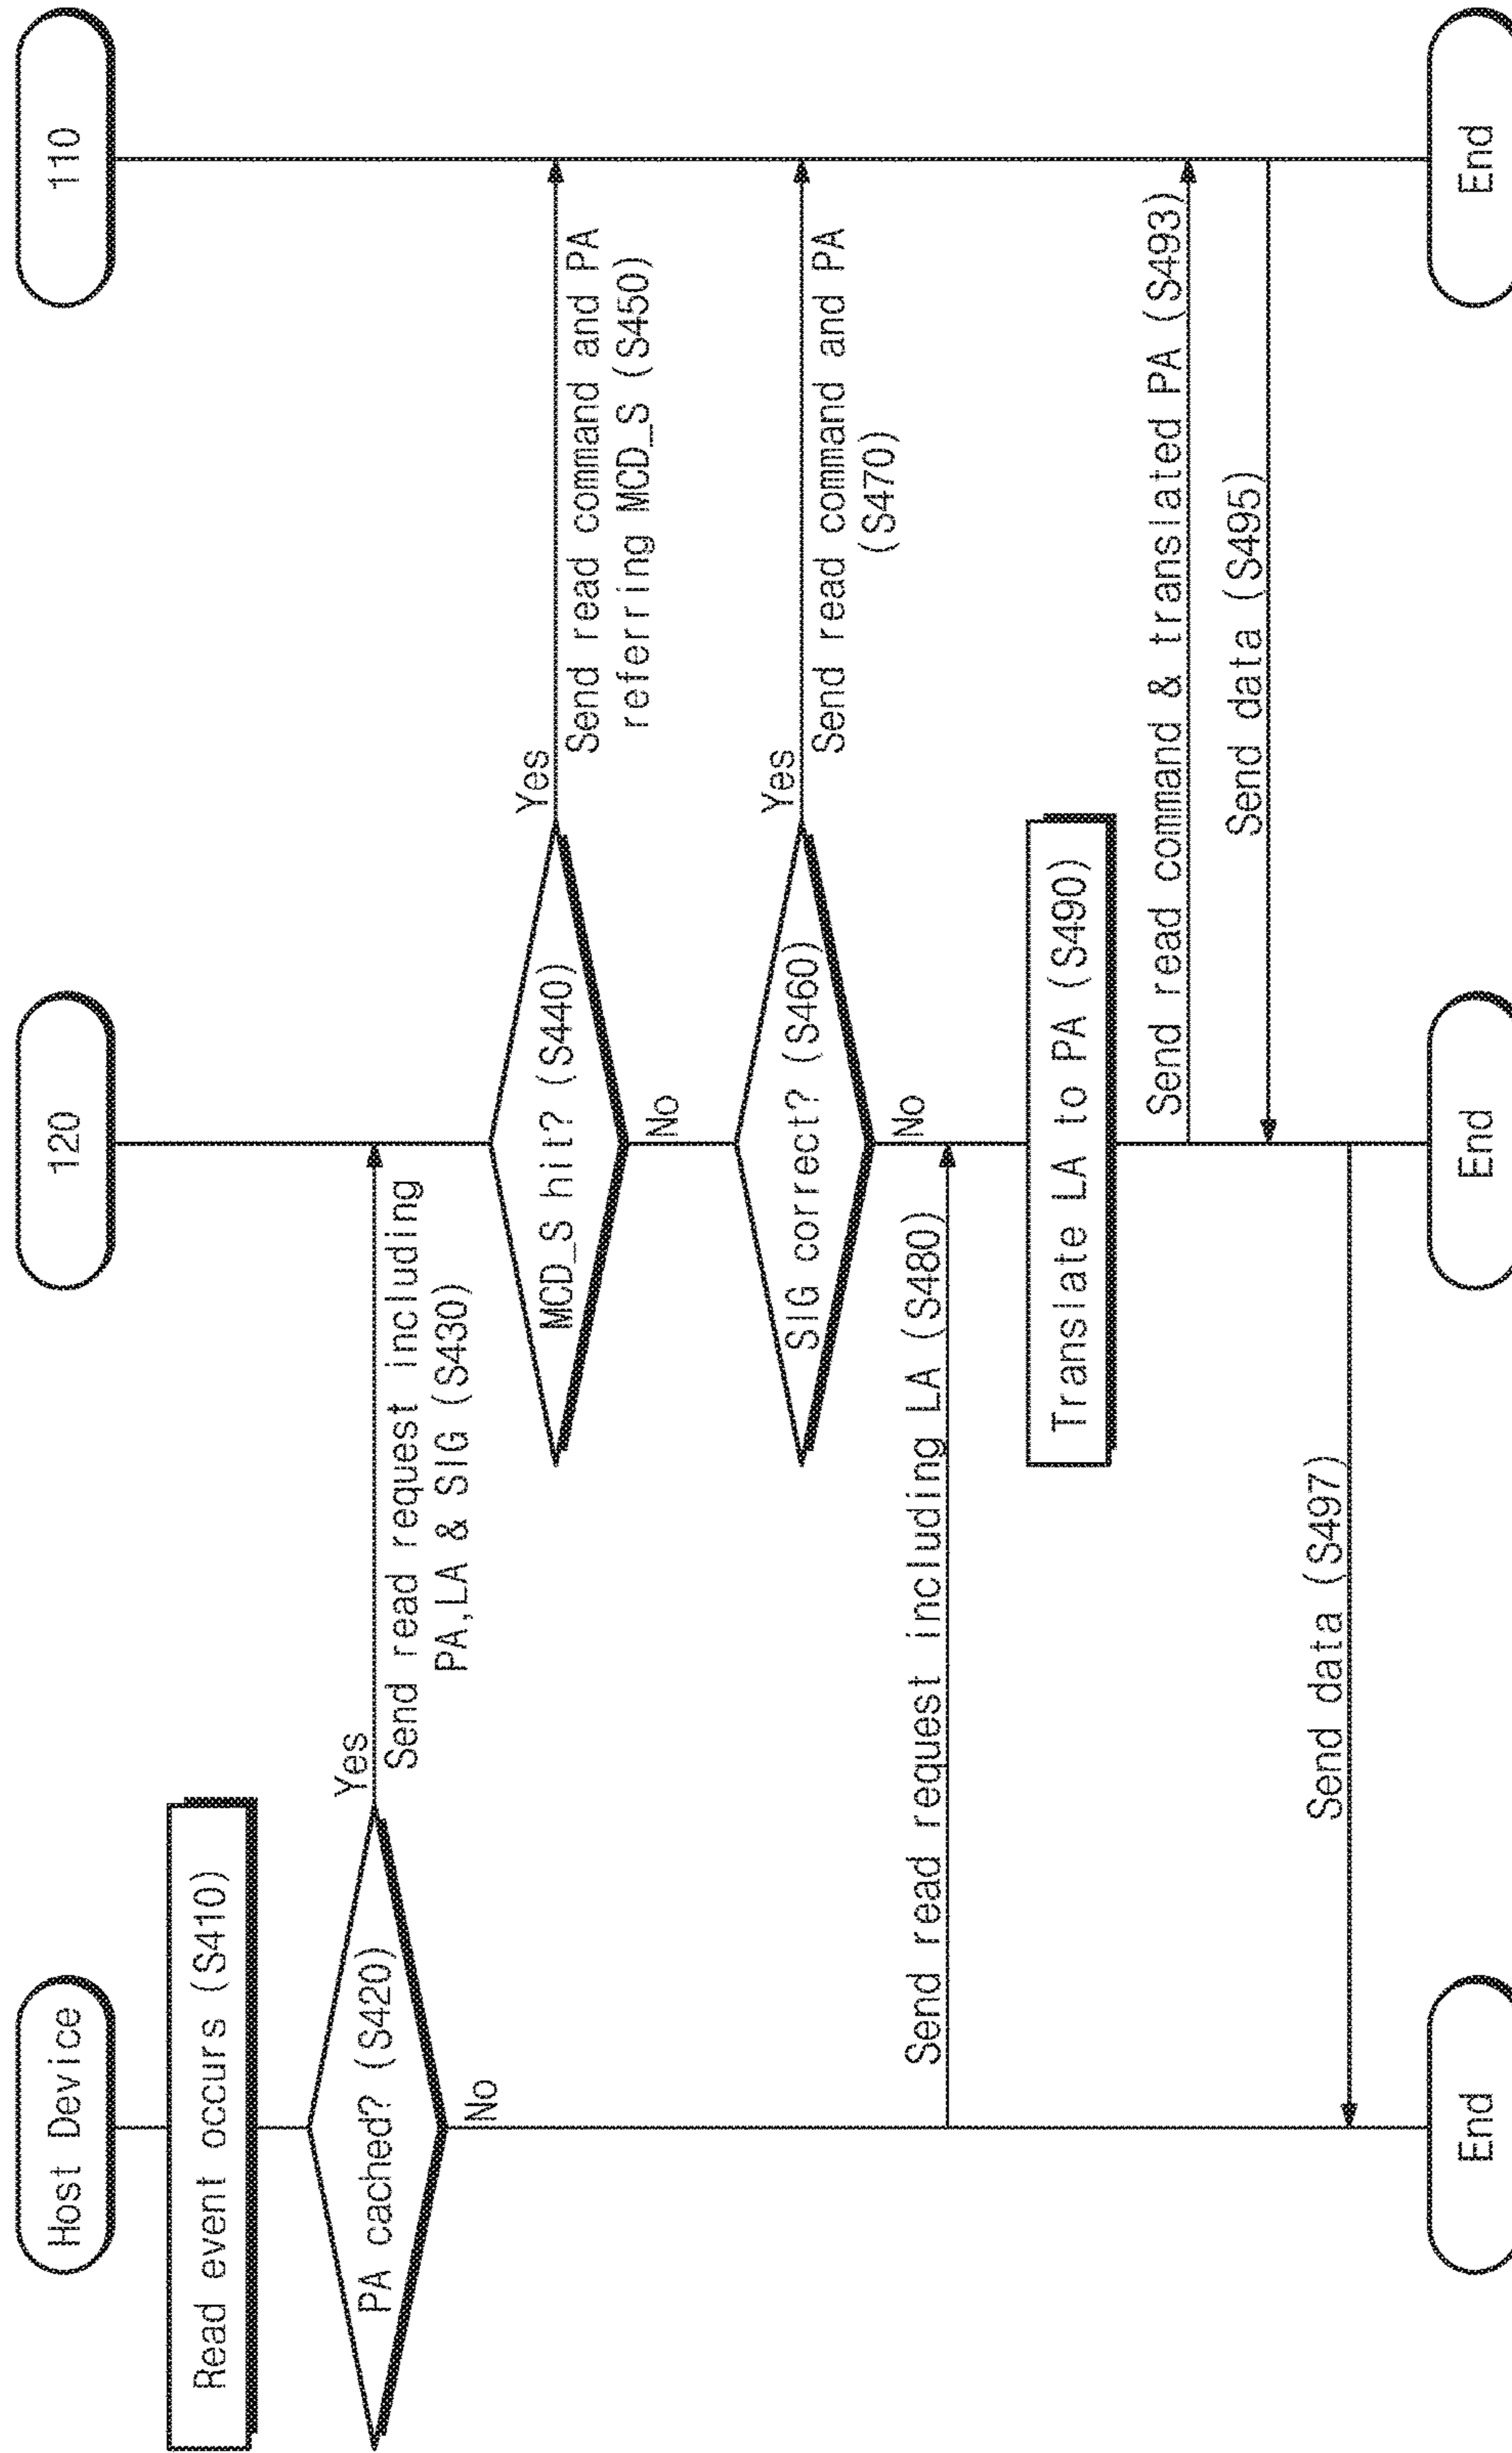 Host Device
120
110
Read event occurs (S410)
PA cached? (S420)
Yes
Send read request including
PA,LA & SIG (S430)
No
MCD_S hit? (S440)
Yes
Send read command and PA
referring MCD_S (S450)
No
SIG correct? (S460)
Yes
Send read command and PA
(S470)
No
Send read request including LA (S480)
Translate LA to PA (S490)
Send read command & translated PA (S493)
Send data (S495)
Send data (S497)
End
End
End